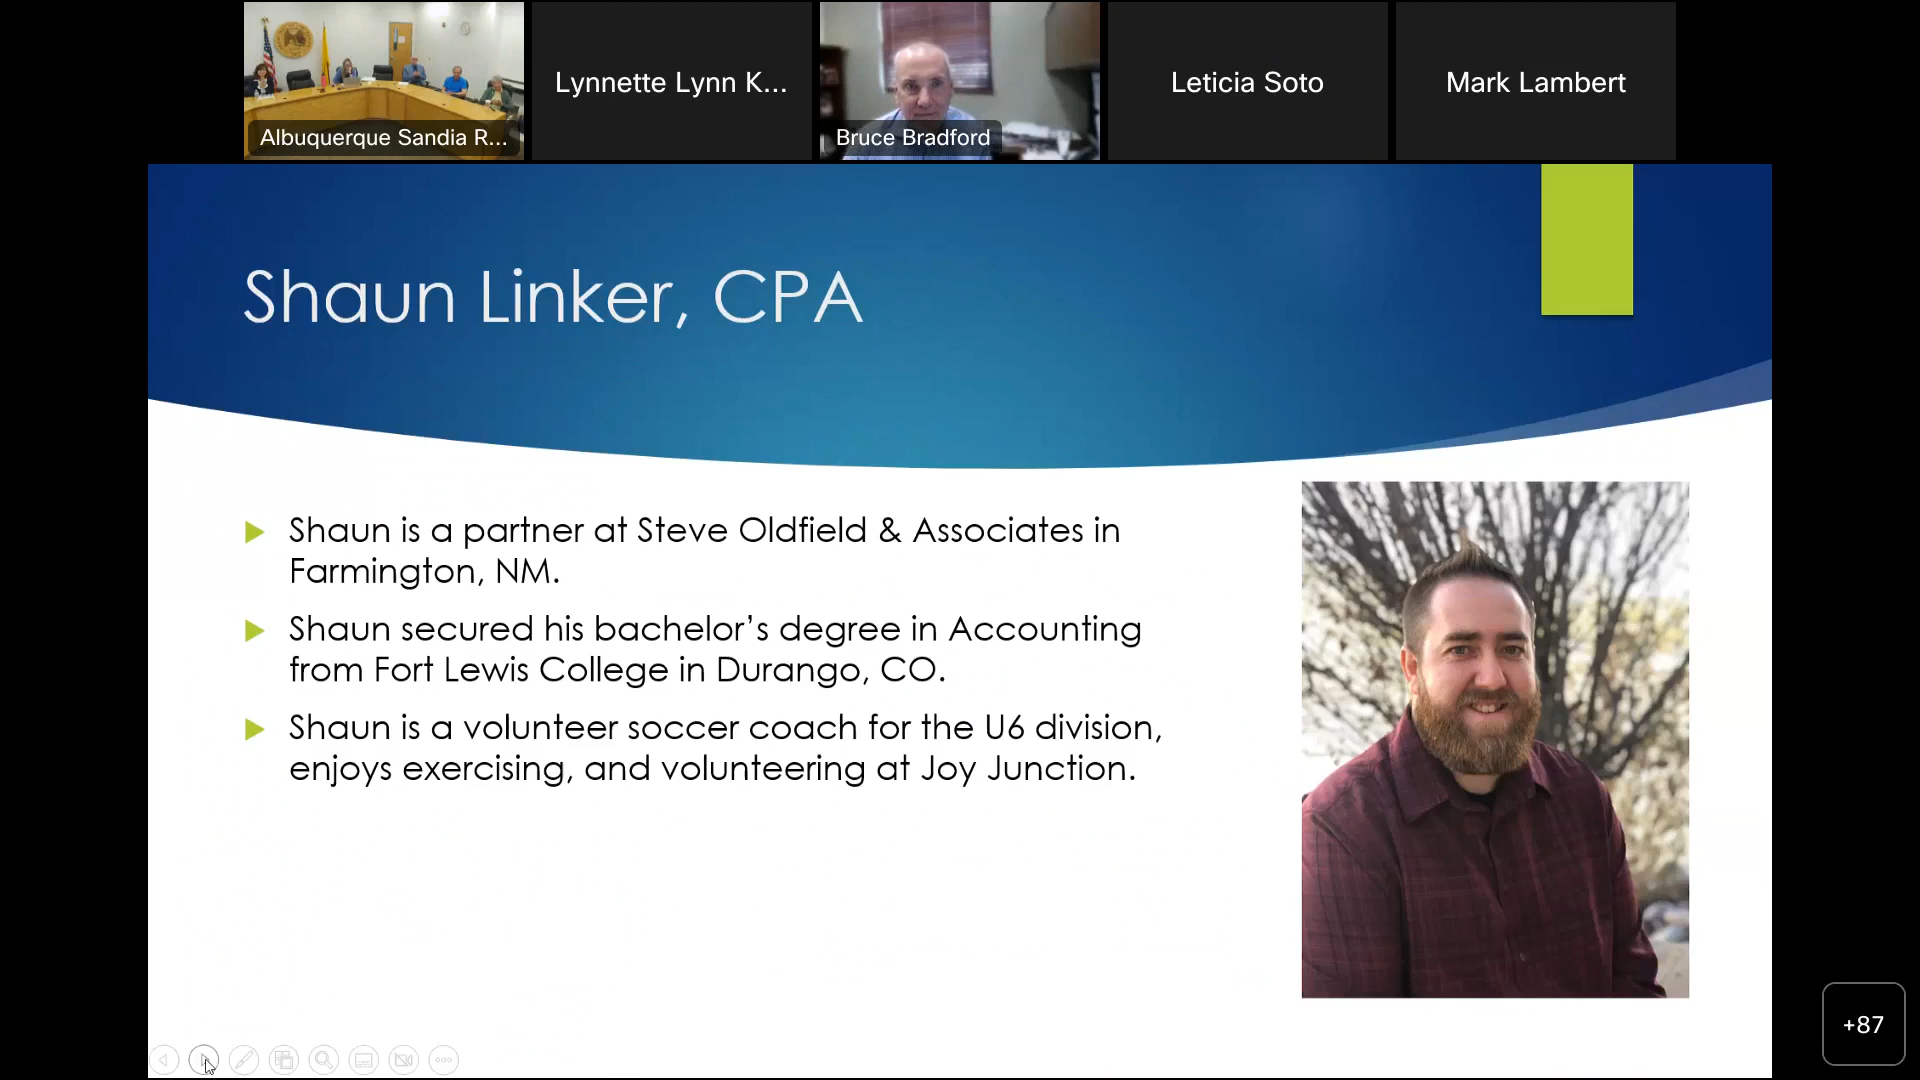 Albuquerque Sandia R...
Lynnette Lynn K...
Bruce Bradford
Leticia Soto
Mark Lambert
Shaun Linker, CPA
Shaun is a partner at Steve Oldfield & Associates in
Farmington, NM.
Shaun secured his bachelor’s degree in Accounting
from Fort Lewis College in Durango, CO.
Shaun is a volunteer soccer coach for the U6 division,
enjoys exercising, and volunteering at Joy Junction.
+87